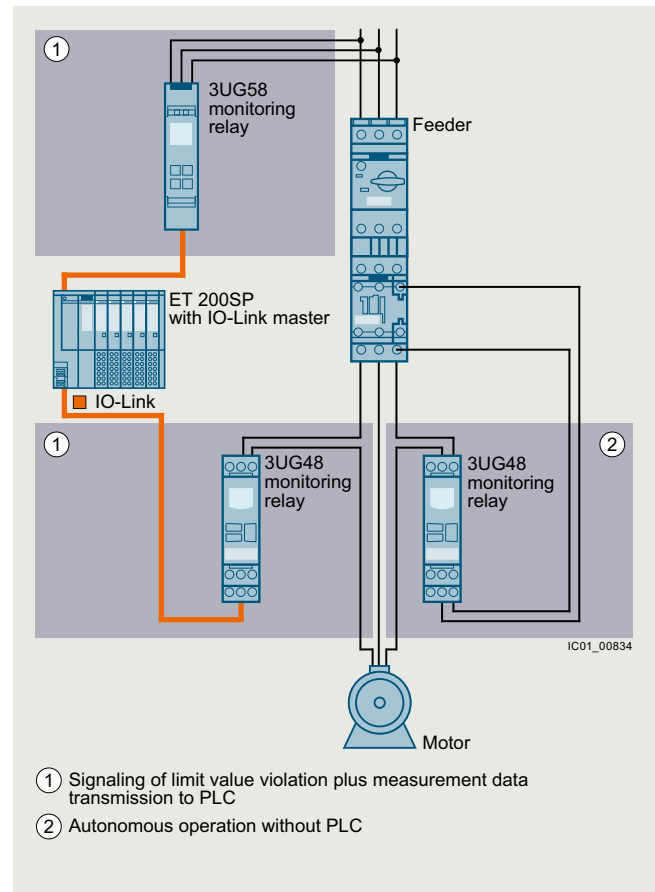 1
3UG58
monitoring
relay
Feeder
ET 200SP
with IO-Link master
IO-Link
1
3UG48
monitoring
relay
2
3UG48
monitoring
relay
IC01_00834
Motor
1 Signaling of limit value violation plus measurement data
transmission to PLC
2 Autonomous operation without PLC